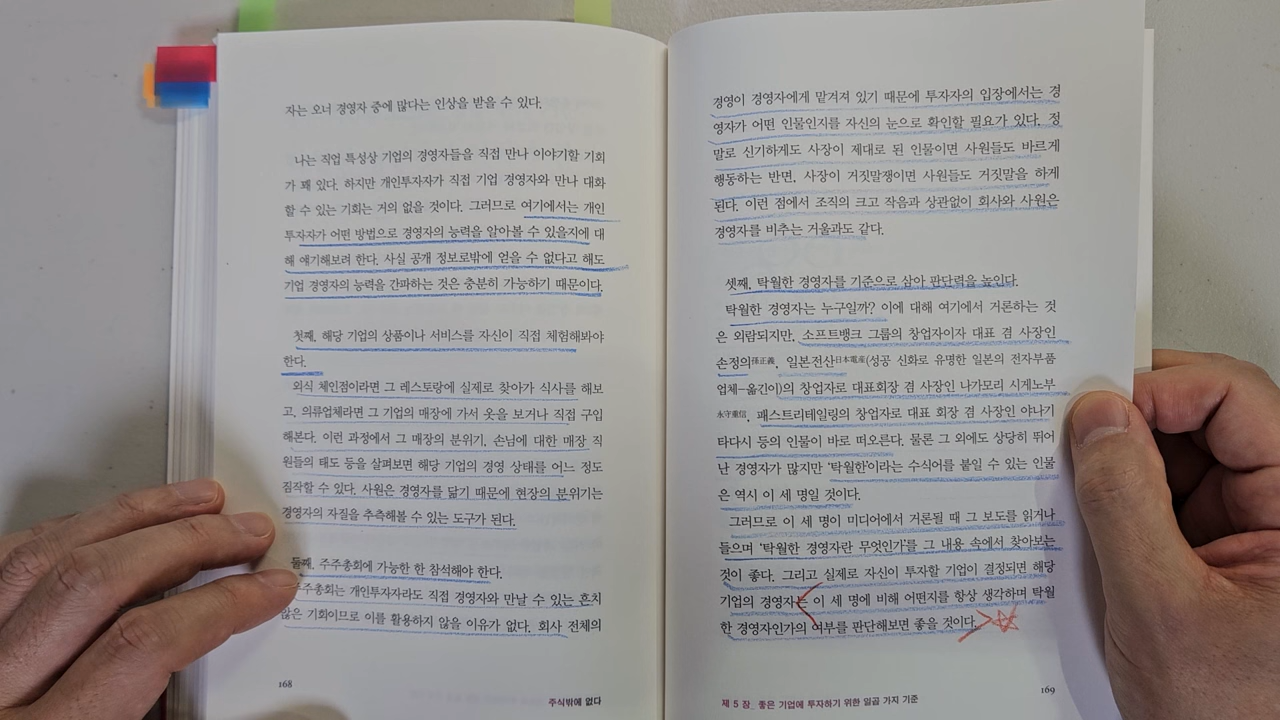 자는 오너 경영자 중에 많다는 인상을 받을 수 있다.
나는 직업 특성상 기업의 경영자들을 직접 만나 이야기할 기회
가 꽤 있다. 하지만 개인투자자가 직접 기업 경영자와 만나 대화
할 수 있는 기회는 거의 없을 것이다. 그러므로 여기에서는 개인
투자자가 어떤 방법으로 경영자의 능력을 알아볼 수 있을지에 대
해 얘기해보려 한다. 사실 공개 정보로밖에 얻을 수 없다고 해도
기업 경영자의 능력을 간파하는 것은 충분히 가능하기 때문이다.
첫째, 해당 기업의 상품이나 서비스를 자신이 직접 체험해봐야
한다.
외식 체인점이라면 그 레스토랑에 실제로 찾아가 식사를 해보
고, 의류업체라면 그 기업의 매장에 가서 옷을 보거나 직접 구입
해본다. 이런 과정에서 그 매장의 분위기, 손님에 대한 매장 직
원들의 태도 등을 살펴보면 해당 기업의 경영 상태를 어느 정도
짐작할 수 있다. 사원은 경영자를 닮기 때문에 현장의 분위기는
경영자의 자질을 추측해볼 수 있는 도구가 된다.
둘째, 주주총회에 가능한 한 참석해야 한다.
주주총회는 개인투자자라도 직접 경영자와 만날 수 있는 흔치
않은 기회이므로 이를 활용하지 않을 이유가 없다. 회사 전체의
168
주식밖에 없다
경영이 경영자에게 맡겨져 있기 때문에 투자자의 입장에서는 경
영자가 어떤 인물인지를 자신의 눈으로 확인할 필요가 있다. 정
말로 신기하게도 사장이 제대로 된 인물이면 사원들도 바르게
행동하는 반면, 사장이 거짓말쟁이면 사원들도 거짓말을 하게
된다. 이런 점에서 조직의 크고 작음과 상관없이 회사와 사원은
경영자를 비추는 거울과도 같다.
셋째, 탁월한 경영자를 기준으로 삼아 판단력을 높인다.
탁월한 경영자는 누구일까? 이에 대해 여기에서 거론하는 것
은 외람되지만, 소프트뱅크 그룹의 창업자이자 대표 겸 사장인
손정의孫正義, 일본전산日本電産(성공 신화로 유명한 일본의 전자부품
업체-옮긴이)의 창업자로 대표회장 겸 사장인 나가모리 시게노부
永守重信, 패스트리테일링의 창업자로 대표 회장 겸 사장인 야나기
타다시 등의 인물이 바로 떠오른다. 물론 그 외에도 상당히 뛰어
난 경영자가 많지만 '탁월한'이라는 수식어를 붙일 수 있는 인물
은 역시 이 세 명일 것이다.
그러므로 이 세 명이 미디어에서 거론될 때 그 보도를 읽거나
들으며 '탁월한 경영자란 무엇인가'를 그 내용 속에서 찾아보는
것이 좋다. 그리고 실제로 자신이 투자할 기업이 결정되면 해당
기업의 경영자는 이 세 명에 비해 어떤지를 항상 생각하며 탁월
한 경영자인가의 여부를 판단해보면 좋을 것이다.
제 5 장_ 좋은 기업에 투자하기 위한 일곱 가지 기준
169